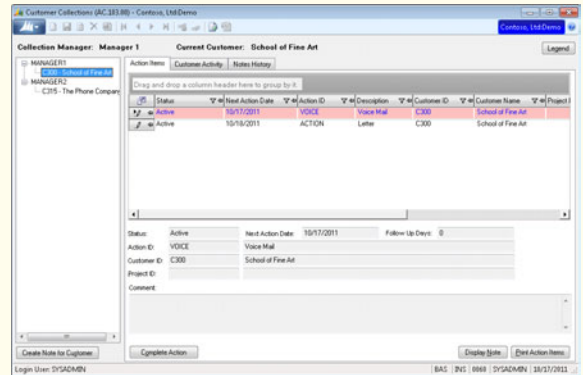 Customer Collections (AC.183.00) - Contoso, Ltd:Demo
Contoso, Ltd:Demo
Collection Manager: Manager 1 Current Customer: School of Fine Art Legend
MANAGER1
C300 - School of Fine Art
MANAGER2
C315 - The Phone Company
Action Items Customer Activity Notes History
Drag and drop a column header here to group by it
Status Next Action Date Action ID Description Customer ID Customer Name Project
Active 10/17/2011 VOICE Voice Mail C300 School of Fine Art
Active 10/18/2011 ACTION Letter C300 School of Fine Art
Status: Active Next Action Date: 10/17/2011 Follow Up Days: 0
Action ID: VOICE Voice Mail
Customer ID: C300 School of Fine Art
Project ID:
Comment:
Create Note for Customer Complete Action Display Note Print Action Items
Login User: SYSADMIN BAS INS 0060 SYSADMIN 10/17/2011